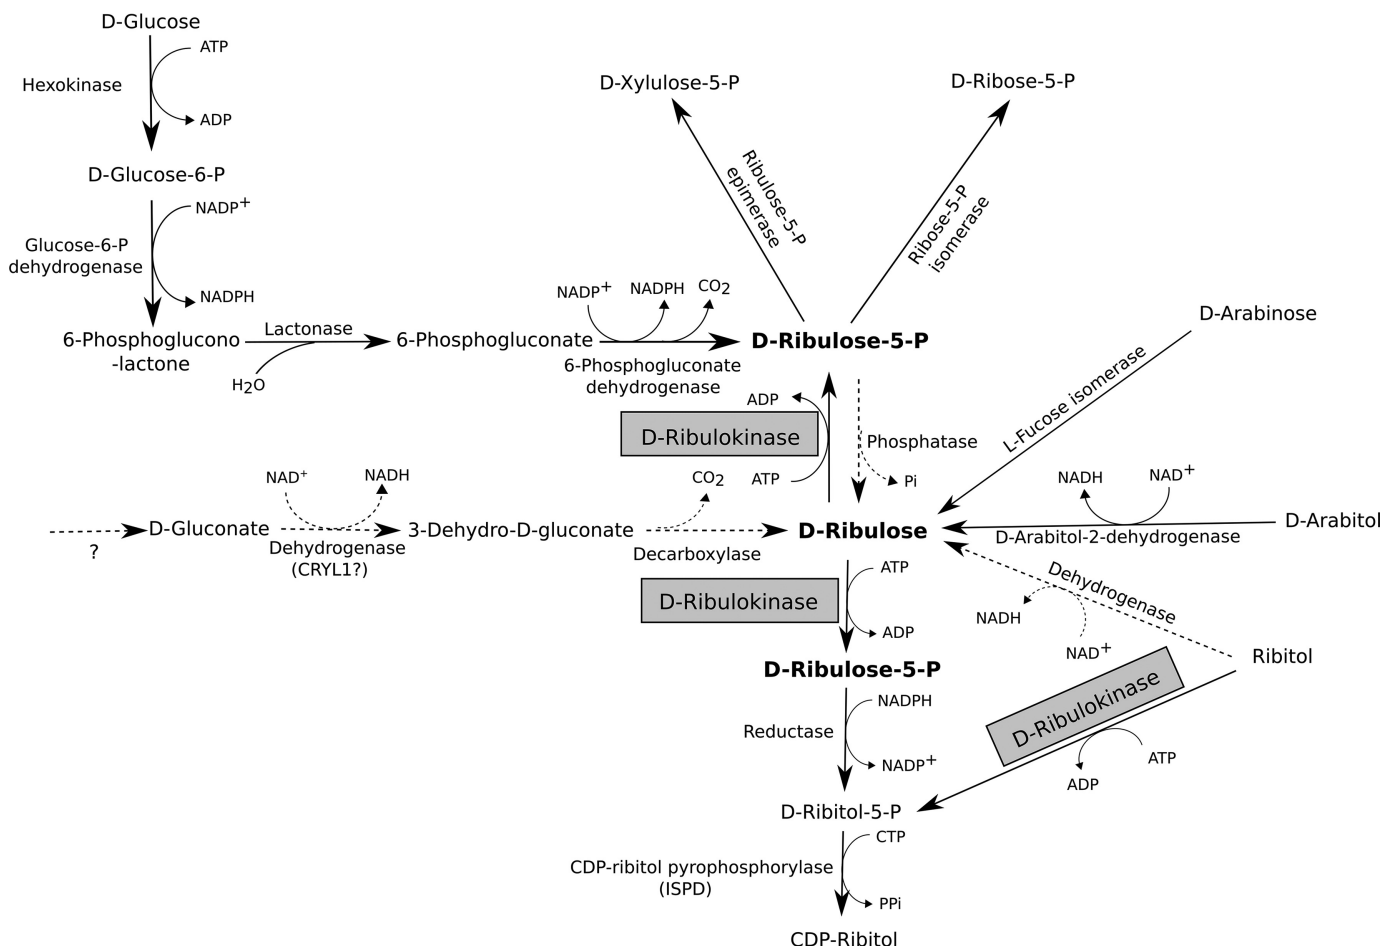 D-Glucose
ATP
Hexokinase
ADP
D-Glucose-6-P
NADP+
Glucose-6-P
dehydrogenase
NADPH
6-Phosphoglucono
-lactone
Lactonase
H2O
6-Phosphogluconate
NADP+
NADPH
CO2
6-Phosphogluconate
dehydrogenase
D-Xylulose-5-P
D-Ribose-5-P
Ribulose-5-P
epimerase
Ribose-5-P
isomerase
D-Ribulose-5-P
D-Arabinose
L-Fucose isomerase
ADP
D-Ribulokinase
ATP
Phosphatase
Pi
?
D-Gluconate
NAD+
NADH
Dehydrogenase
(CRYL1?)
3-Dehydro-D-gluconate
CO2
Decarboxylase
D-Ribulose
NADH
NAD+
D-Arabitol-2-dehydrogenase
D-Arabitol
D-Ribulokinase
ATP
ADP
Dehydrogenase
NADH
NAD+
Ribitol
D-Ribulose-5-P
D-Ribulokinase
ATP
ADP
NADPH
Reductase
NADP+
D-Ribitol-5-P
CTP
CDP-ribitol pyrophosphorylase
(ISPD)
PPi
CDP-Ribitol